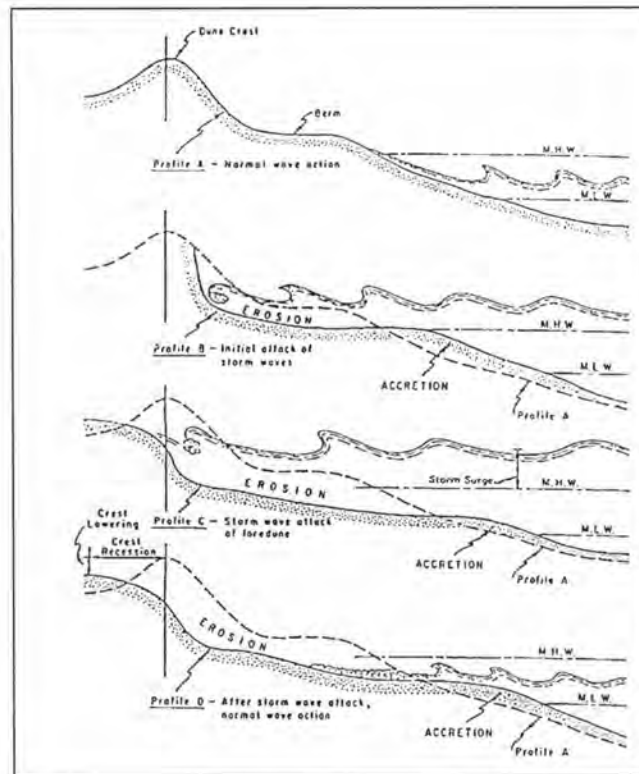 Dune Crest
Berm
M.H.W.
Profile A – Normal wave action
M.L.W.
EROSION
M.H.W.
Profile B – Initial attack of
storm waves
M.L.W.
ACCRETION
Profile A
EROSION
Storm Surge
M.H.W.
Crest
Lowering
Profile C – Storm wave attack
of foredune
M.L.W.
Crest
Recession
ACCRETION
Profile A
EROSION
M.H.W.
Profile D – After storm wave attack,
normal wave action
M.L.W.
ACCRETION
Profile A